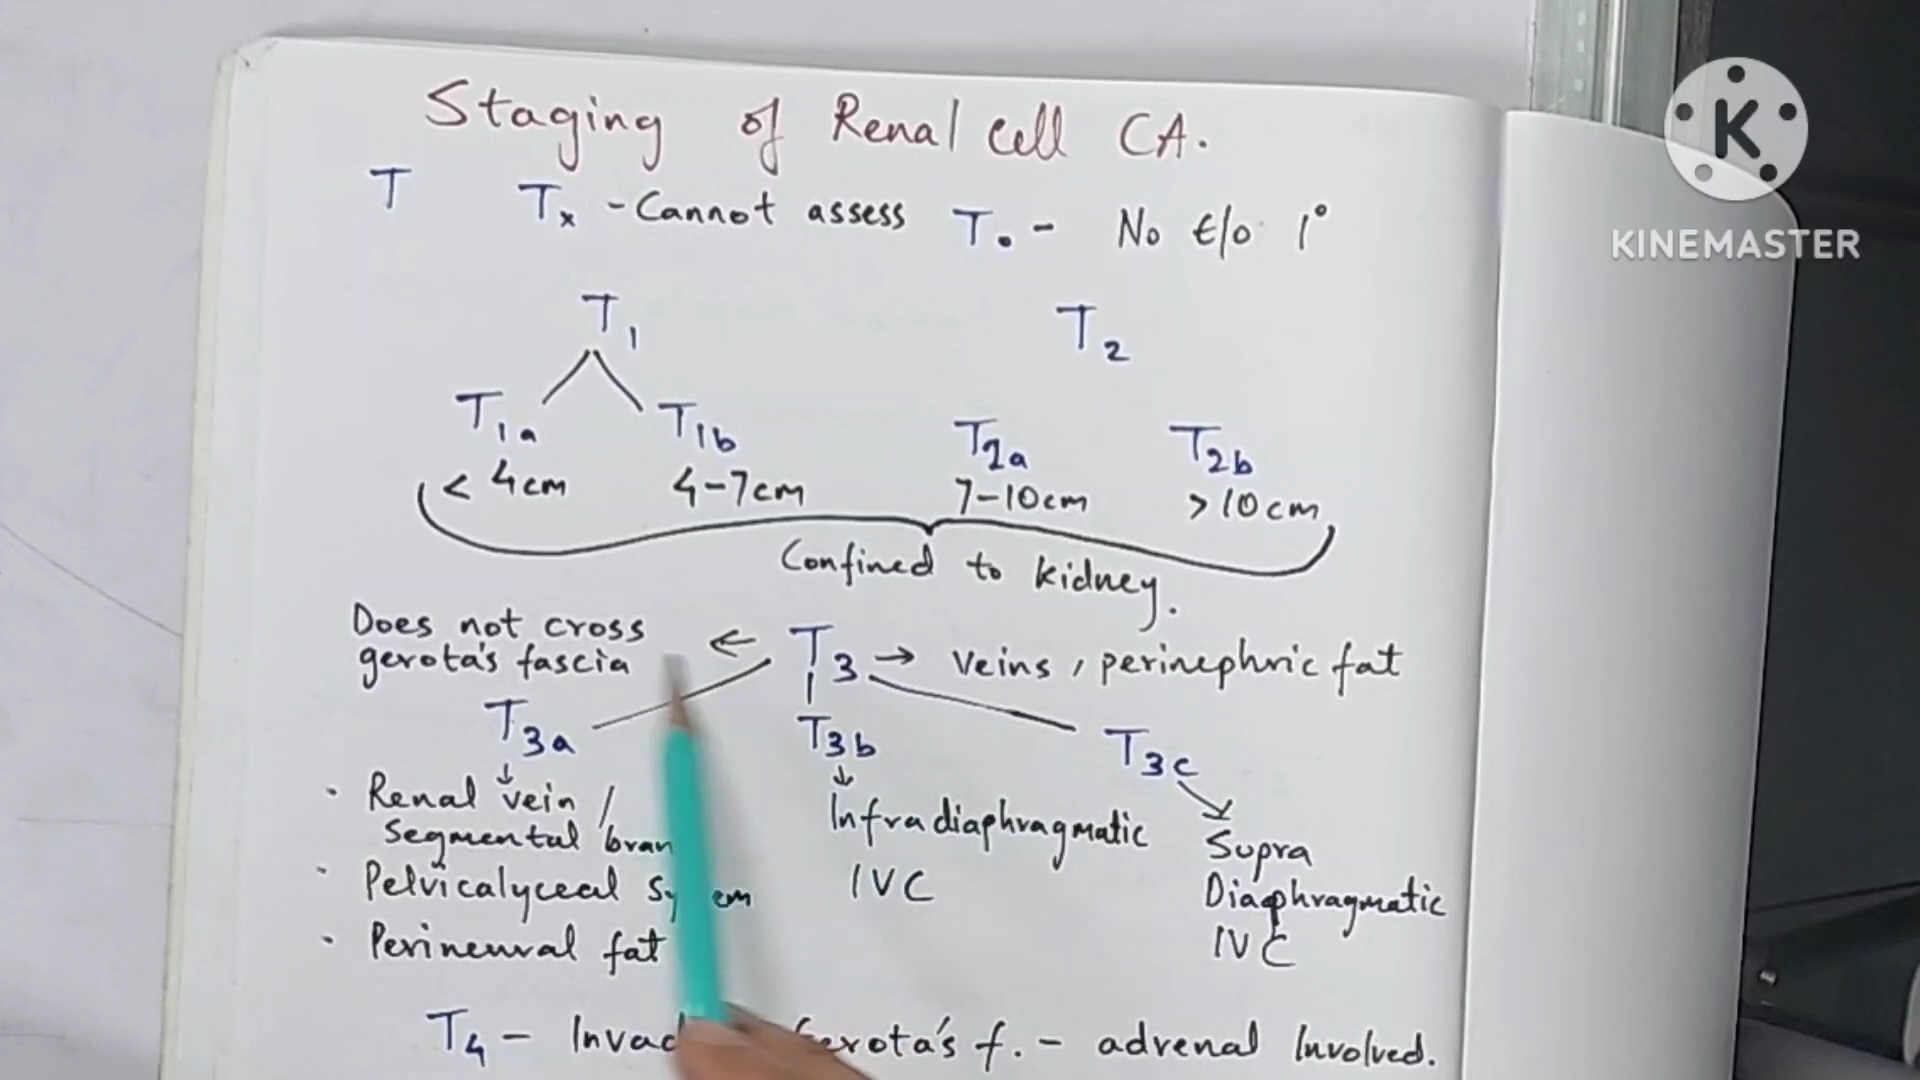 Staging of Renal cell CA.
T Tx - Cannot assess T0 - No E/o 1°
T1 T2
T1a T1b T2a T2b
< 4cm 4-7cm 7-10cm >10cm
Confined to kidney.
Does not cross ← T3 → veins, perinephric fat
gerota's fascia
T3a T3b T3c
· Renal vein / Infradiaphragmatic Supra
segmental bran IVC Diaphragmatic
· Pelvicalyceal IVC
· Perineural fat
T4 - f. - adrenal Involved.
K
KINEMASTER